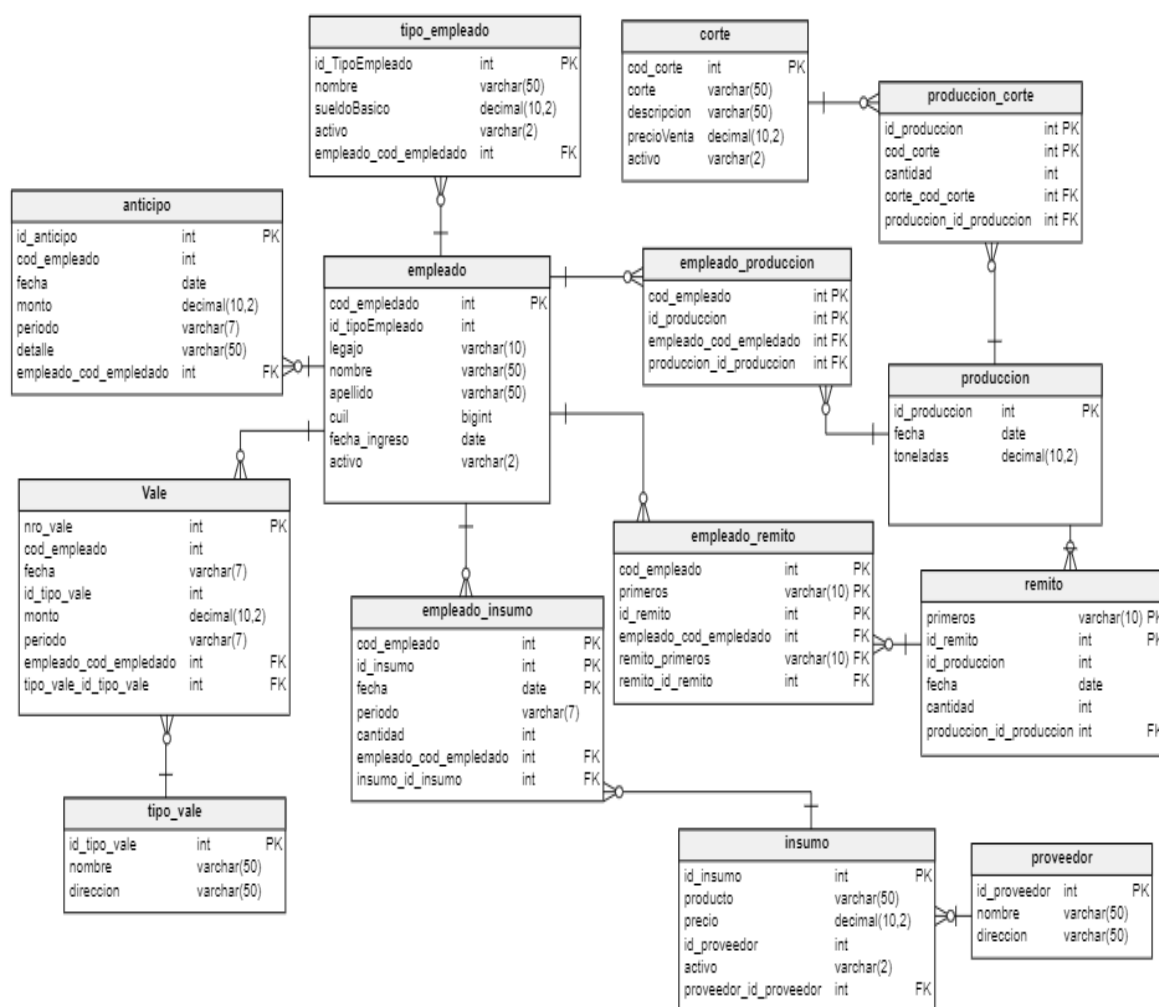 tipo_empleado
id_TipoEmpleado int PK
nombre varchar(50)
sueldoBasico decimal(10,2)
activo varchar(2)
empleado_cod_empledado int FK
corte
cod_corte int PK
corte varchar(50)
descripcion varchar(50)
precioVenta decimal(10,2)
activo varchar(2)
produccion_corte
id_produccion int PK
cod_corte int PK
cantidad int
corte_cod_corte int FK
produccion_id_produccion int FK
anticipo
id_anticipo int PK
cod_empleado int
fecha date
monto decimal(10,2)
periodo varchar(7)
detalle varchar(50)
empleado_cod_empledado int FK
empleado
cod_empledado int PK
id_tipoEmpleado int
legajo varchar(10)
nombre varchar(50)
apellido varchar(50)
cuil bigint
fecha_ingreso date
activo varchar(2)
empleado_produccion
cod_empleado int PK
id_produccion int PK
empleado_cod_empledado int FK
produccion_id_produccion int FK
produccion
id_produccion int PK
fecha date
toneladas decimal(10,2)
Vale
nro_vale int PK
cod_empleado int
fecha varchar(7)
id_tipo_vale int
monto decimal(10,2)
periodo varchar(7)
empleado_cod_empledado int FK
tipo_vale_id_tipo_vale int FK
empleado_remito
cod_empleado int PK
primeros varchar(10) PK
id_remito int PK
empleado_cod_empledado int FK
remito_primeros varchar(10) FK
remito_id_remito int FK
remito
primeros varchar(10) PK
id_remito int PK
id_produccion int
fecha date
cantidad int
produccion_id_produccion int FK
empleado_insumo
cod_empleado int PK
id_insumo int PK
fecha date PK
periodo varchar(7)
cantidad int
empleado_cod_empledado int FK
insumo_id_insumo int FK
tipo_vale
id_tipo_vale int PK
nombre varchar(50)
direccion varchar(50)
insumo
id_insumo int PK
producto varchar(50)
precio decimal(10,2)
id_proveedor int
activo varchar(2)
proveedor_id_proveedor int FK
proveedor
id_proveedor int PK
nombre varchar(50)
direccion varchar(50)